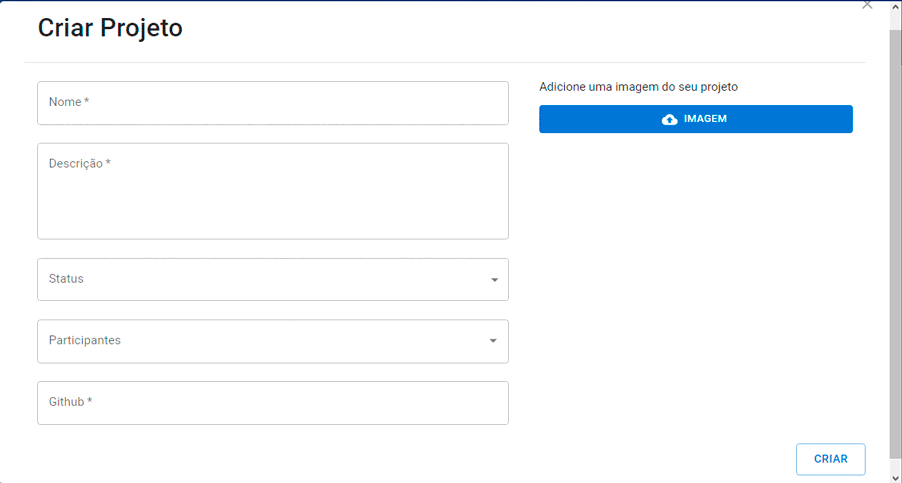 Criar Projeto
Nome *
Descrição *
Status
Participantes
Github *
Adicione uma imagem do seu projeto
IMAGEM
CRIAR